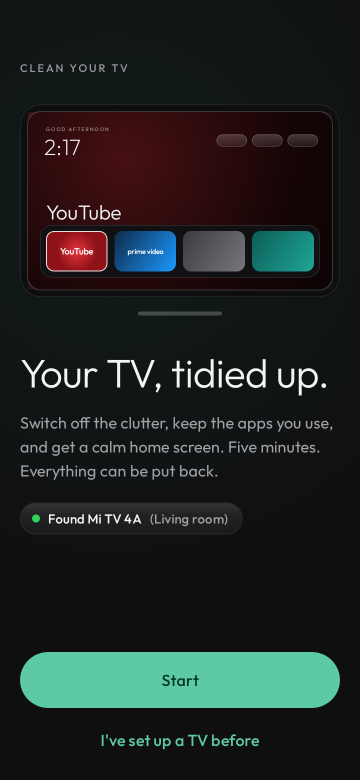 CLEAN YOUR TV
GOOD AFTERNOON
2:17
YouTube
YouTube
prime video
Your TV, tidied up.
Switch off the clutter, keep the apps you use,
and get a calm home screen. Five minutes.
Everything can be put back.
Found Mi TV 4A (Living room)
Start
I've set up a TV before